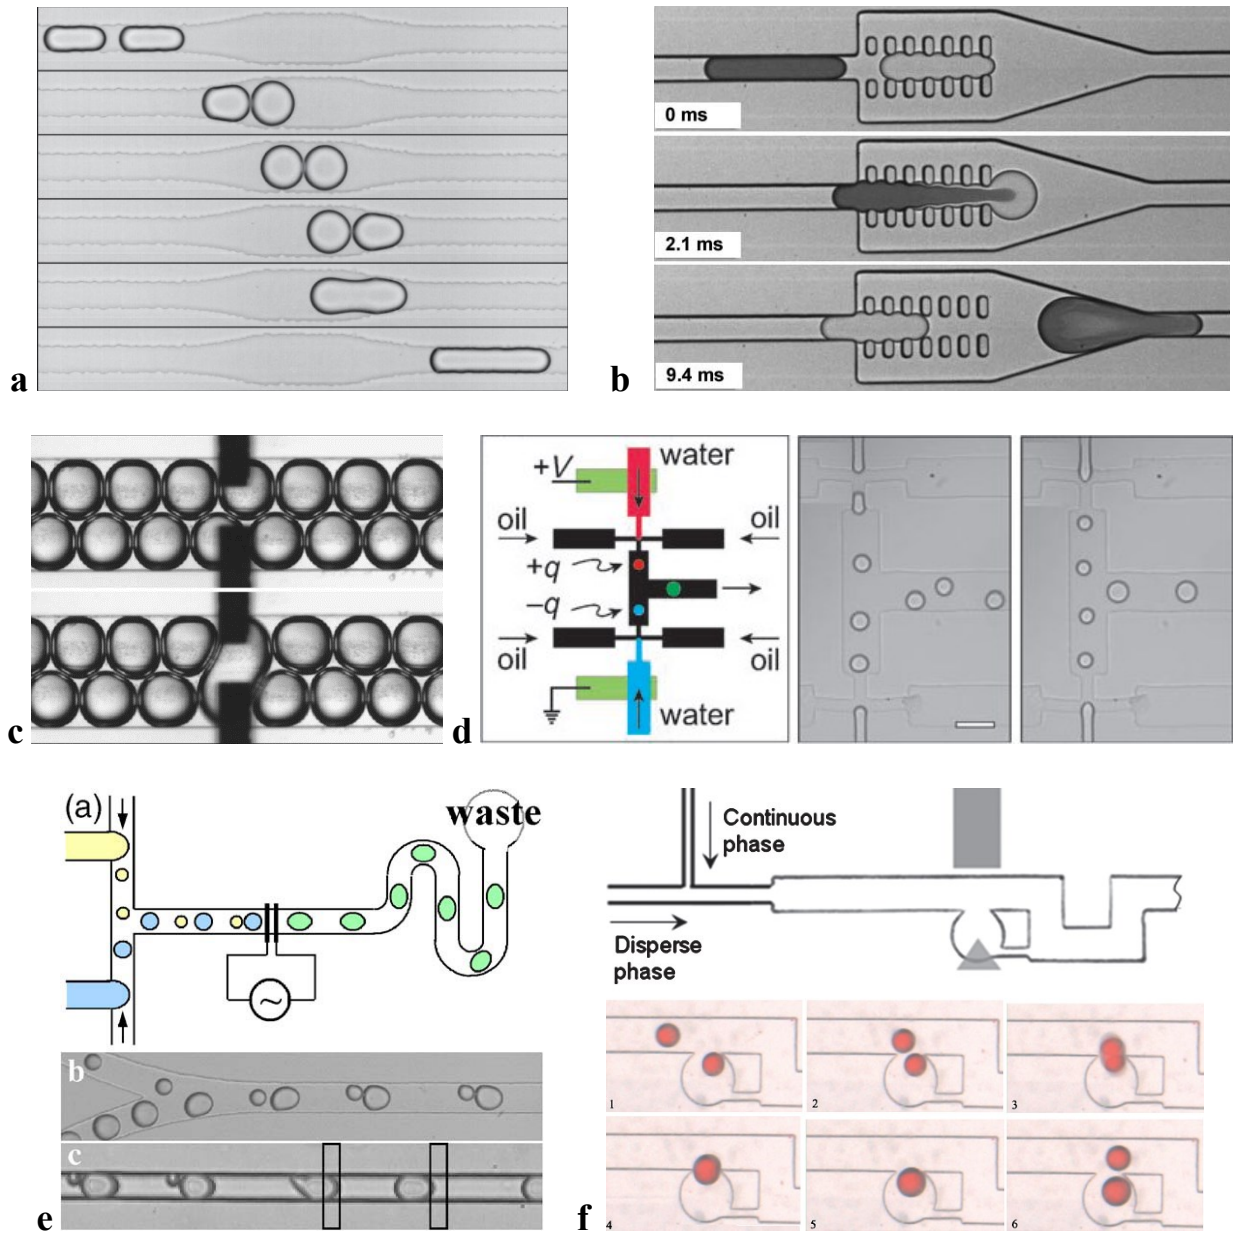 a
0 ms
2.1 ms
9.4 ms
b
c
+V
water
oil
oil
+q
−q
oil
oil
water
d
(a)
waste
~
b
c
e
Continuous
phase
Disperse
phase
1
2
3
4
5
6
f